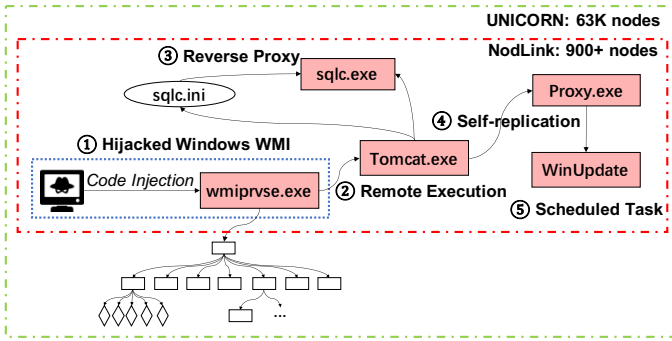 UNICORN: 63K nodes
NodLink: 900+ nodes
③ Reverse Proxy
sqlc.exe
sqlc.ini
Proxy.exe
④ Self-replication
① Hijacked Windows WMI
Tomcat.exe
WinUpdate
Code Injection
wmiprvse.exe
② Remote Execution
⑤ Scheduled Task
...